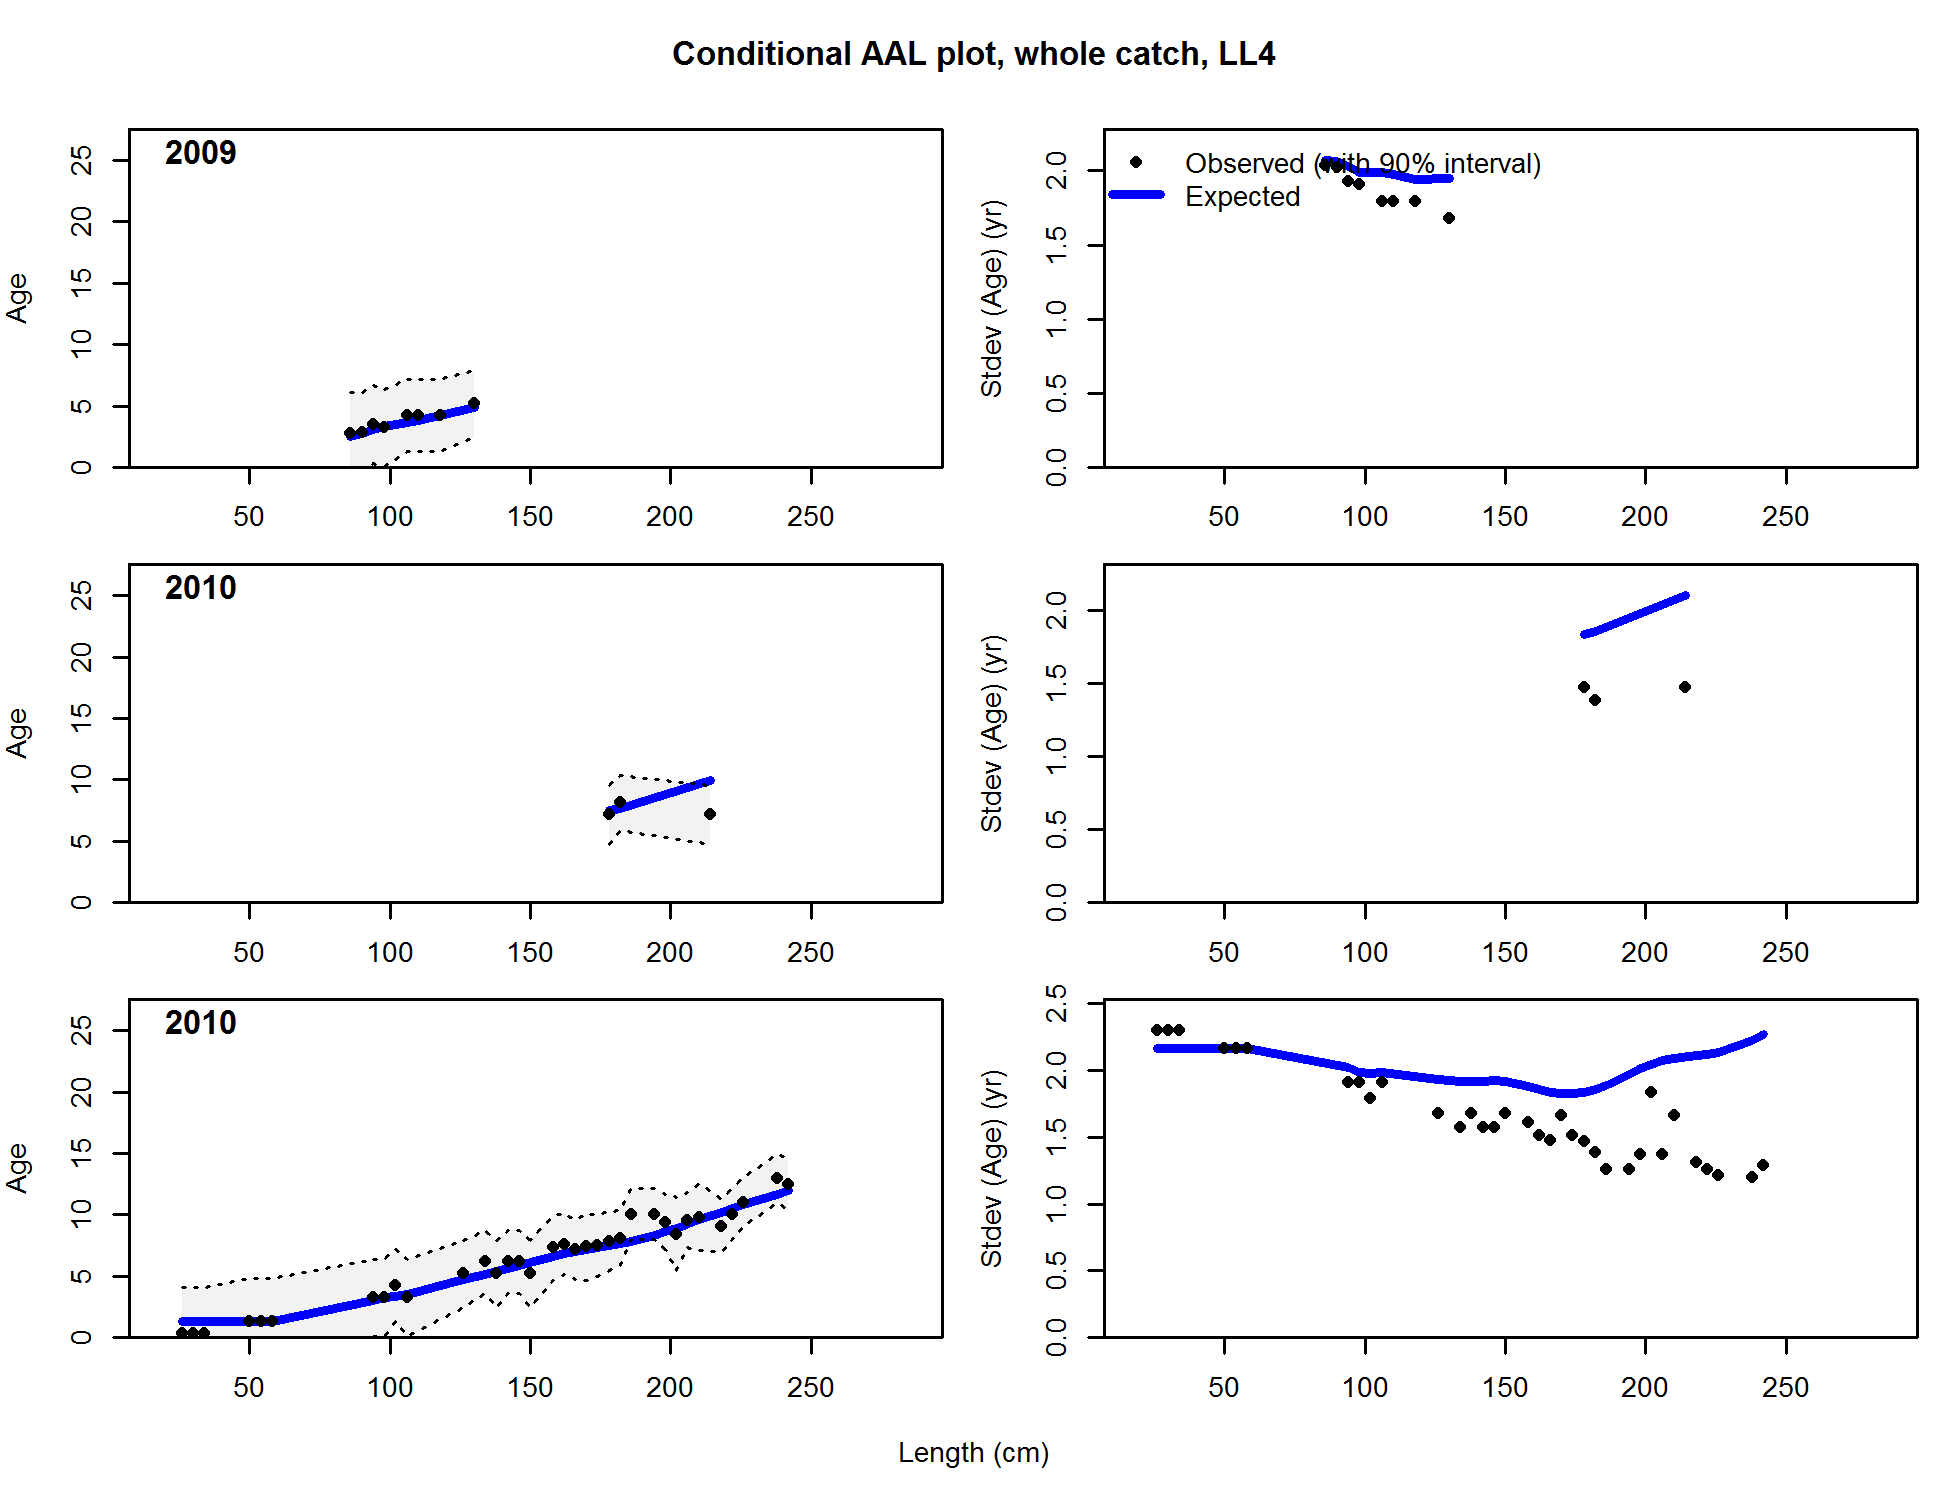 Conditional AAL plot, whole catch, LL4
2009
Age
0 5 10 15 20 25
50 100 150 200 250
Observed (with 90% interval)
Expected
Stdev (Age) (yr)
0.0 0.5 1.0 1.5 2.0
50 100 150 200 250
2010
Age
0 5 10 15 20 25
50 100 150 200 250
Stdev (Age) (yr)
0.0 0.5 1.0 1.5 2.0
50 100 150 200 250
2010
Age
0 5 10 15 20 25
50 100 150 200 250
Stdev (Age) (yr)
0.0 0.5 1.0 1.5 2.0 2.5
50 100 150 200 250
Length (cm)